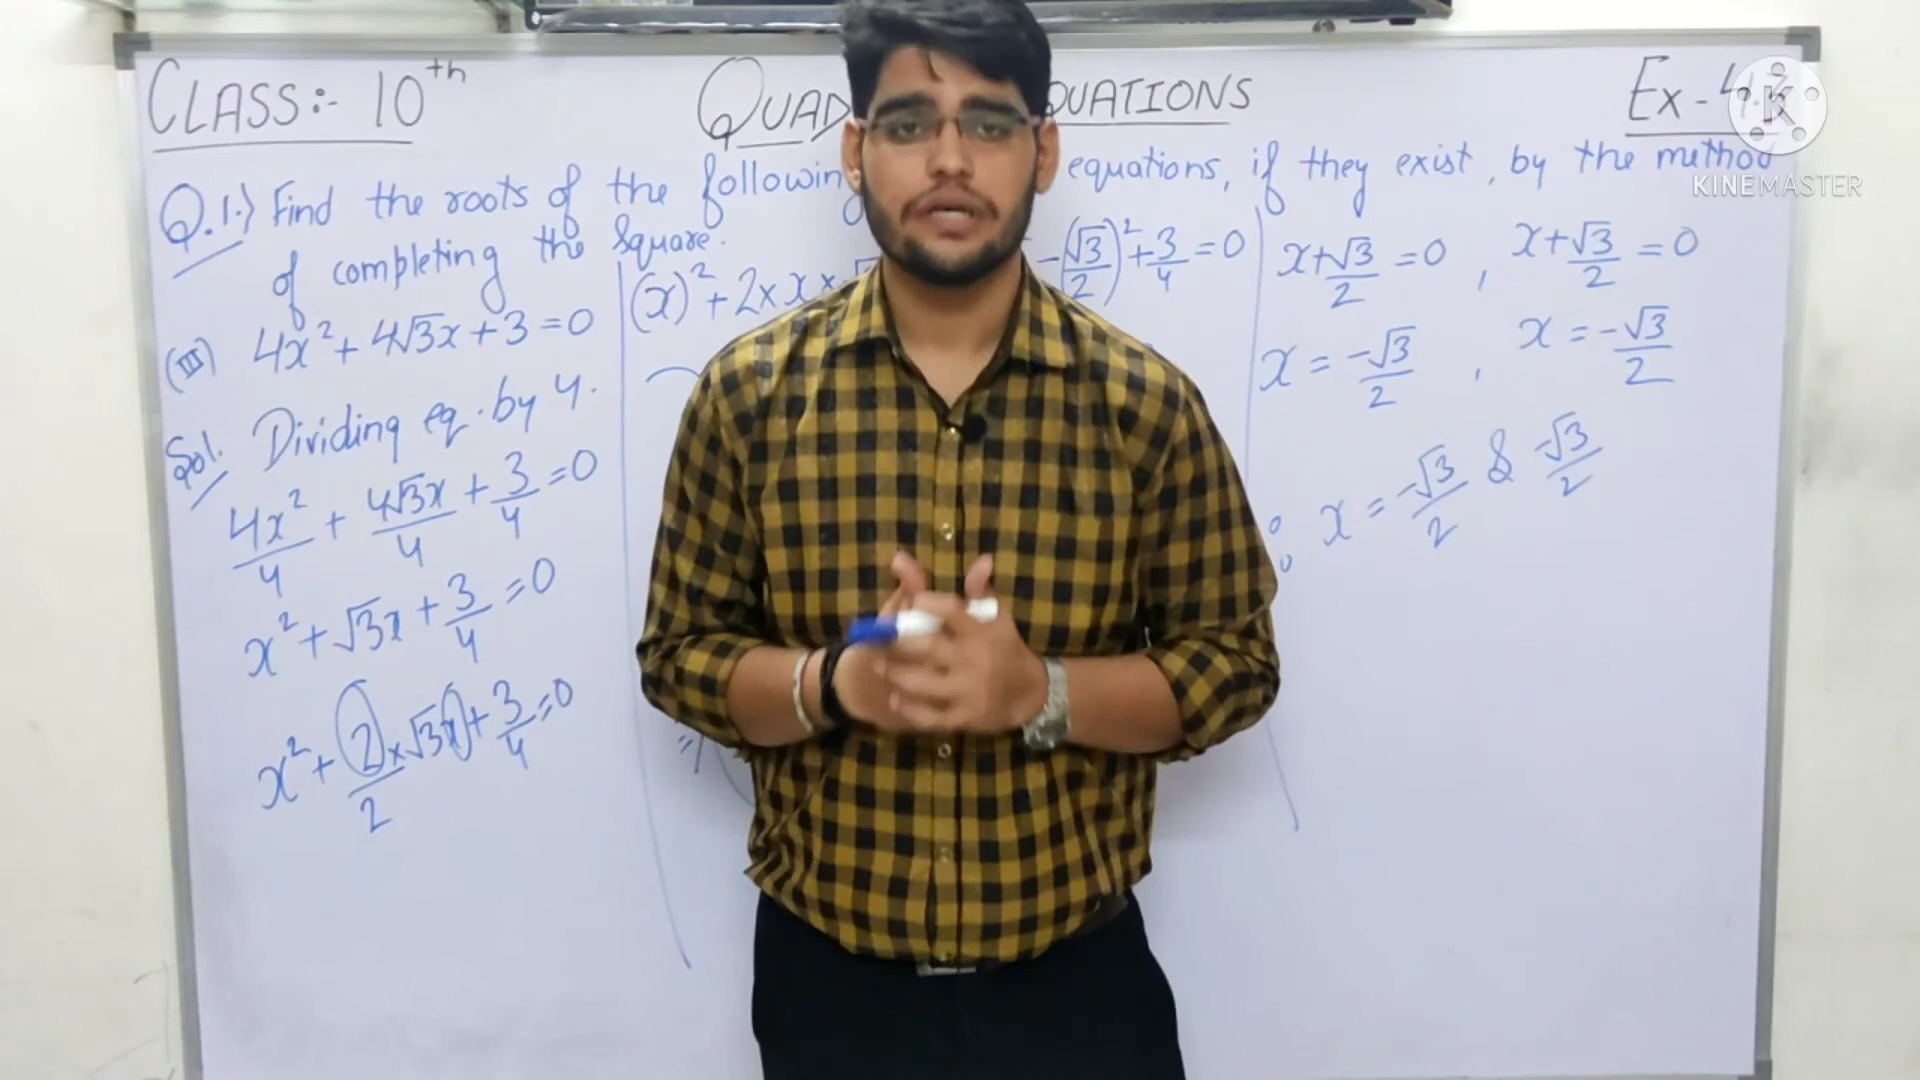 CLASS:- 10th QUAD QUATIONS Ex-4.3
Q.1.) Find the roots of the following equations, if they exist, by the method
of completing the square.
(III) 4x² + 4√3x + 3 = 0
Sol. Dividing eq. by 4.
4x²/4 + 4√3x/4 + 3/4 = 0
x² + √3x + 3/4 = 0
x² + 2/2 × √3x + 3/4 = 0
(x)² + 2 × x × √ - (√3/2)² + 3/4 = 0
x + √3/2 = 0 , x + √3/2 = 0
x = -√3/2 , x = -√3/2
∴ x = -√3/2 & -√3/2
KINEMASTER